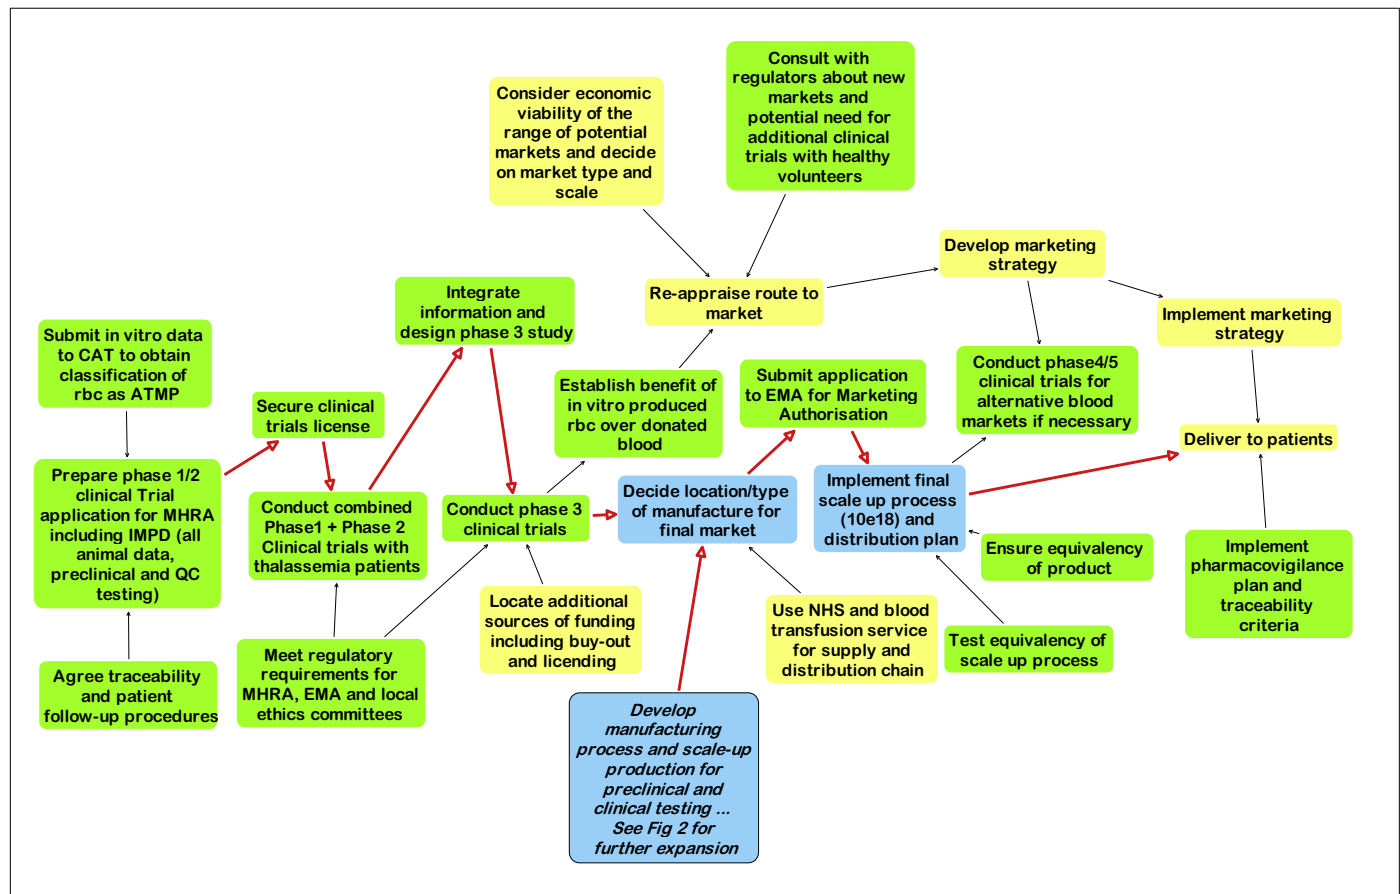 Consider economic
viability of the
range of potential
markets and decide
on market type and
scale
Consult with
regulators about new
markets and
potential need for
additional clinical
trials with healthy
volunteers
Develop marketing
strategy
Re-appraise route to
market
Implement marketing
strategy
Integrate
information and
design phase 3 study
Submit in vitro data
to CAT to obtain
classification of
rbc as ATMP
Secure clinical
trials license
Establish benefit of
in vitro produced
rbc over donated
blood
Submit application
to EMA for Marketing
Authorisation
Conduct phase4/5
clinical trials for
alternative blood
markets if necessary
Deliver to patients
Prepare phase 1/2
clinical Trial
application for MHRA
including IMPD (all
animal data,
preclinical and QC
testing)
Conduct combined
Phase1 + Phase 2
Clinical trials with
thalassemia patients
Conduct phase 3
clinical trials
Decide location/type
of manufacture for
final market
Implement final
scale up process
(10e18) and
distribution plan
Ensure equivalency
of product
Implement
pharmacovigilance
plan and
traceability
criteria
Agree traceability
and patient
follow-up procedures
Meet regulatory
requirements for
MHRA, EMA and local
ethics committees
Locate additional
sources of funding
including buy-out
and licending
Use NHS and blood
transfusion service
for supply and
distribution chain
Test equivalency of
scale up process
Develop
manufacturing
process and scale-up
production for
preclinical and
clinical testing ...
See Fig 2 for
further expansion